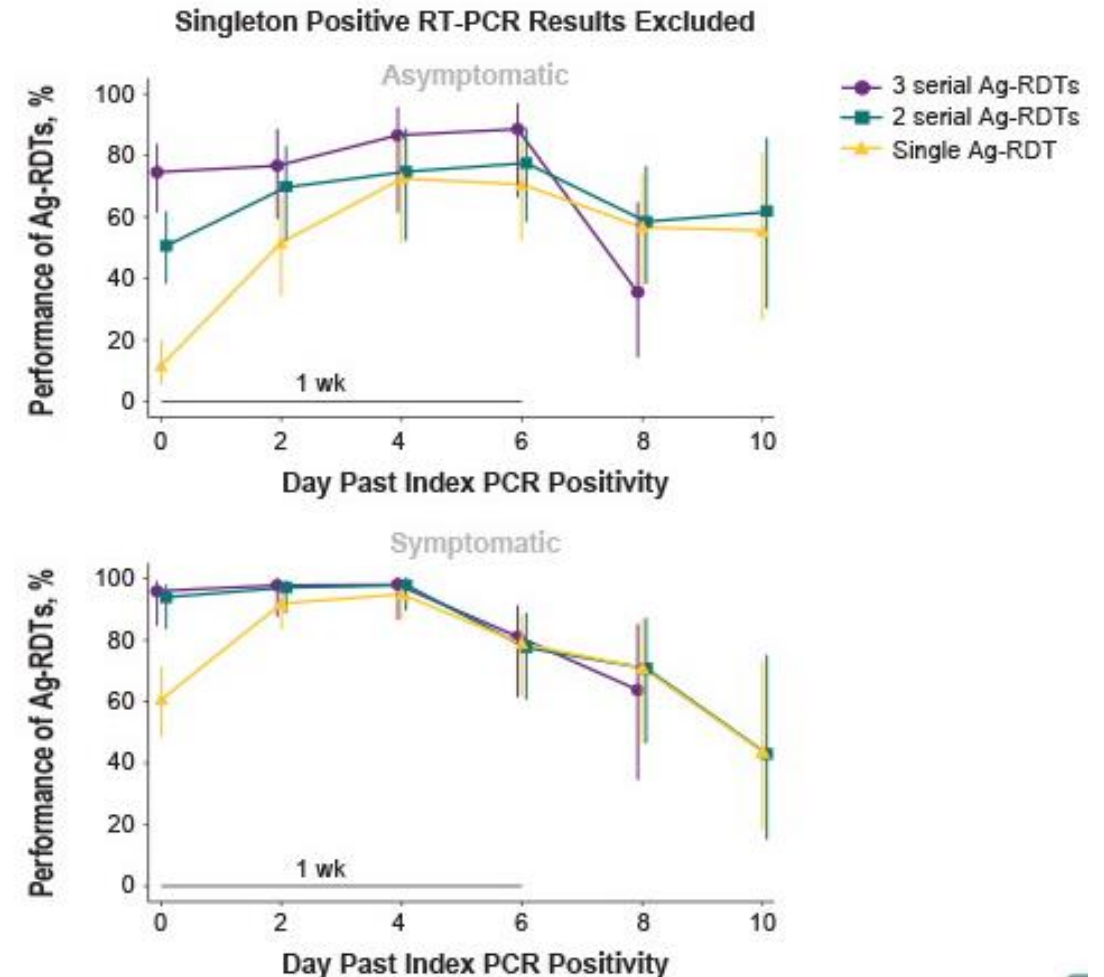 Singleton Positive RT-PCR Results Excluded
Asymptomatic
3 serial Ag-RDTs
2 serial Ag-RDTs
Single Ag-RDT
Performance of Ag-RDTs, %
100
80
60
40
20
0
1 wk
0 2 4 6 8 10
Day Past Index PCR Positivity
Symptomatic
Performance of Ag-RDTs, %
100
80
60
40
20
0
1 wk
0 2 4 6 8 10
Day Past Index PCR Positivity